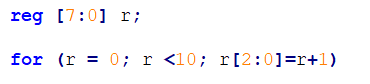 reg [7:0] r;
for (r = 0; r <10; r[2:0]=r+1)